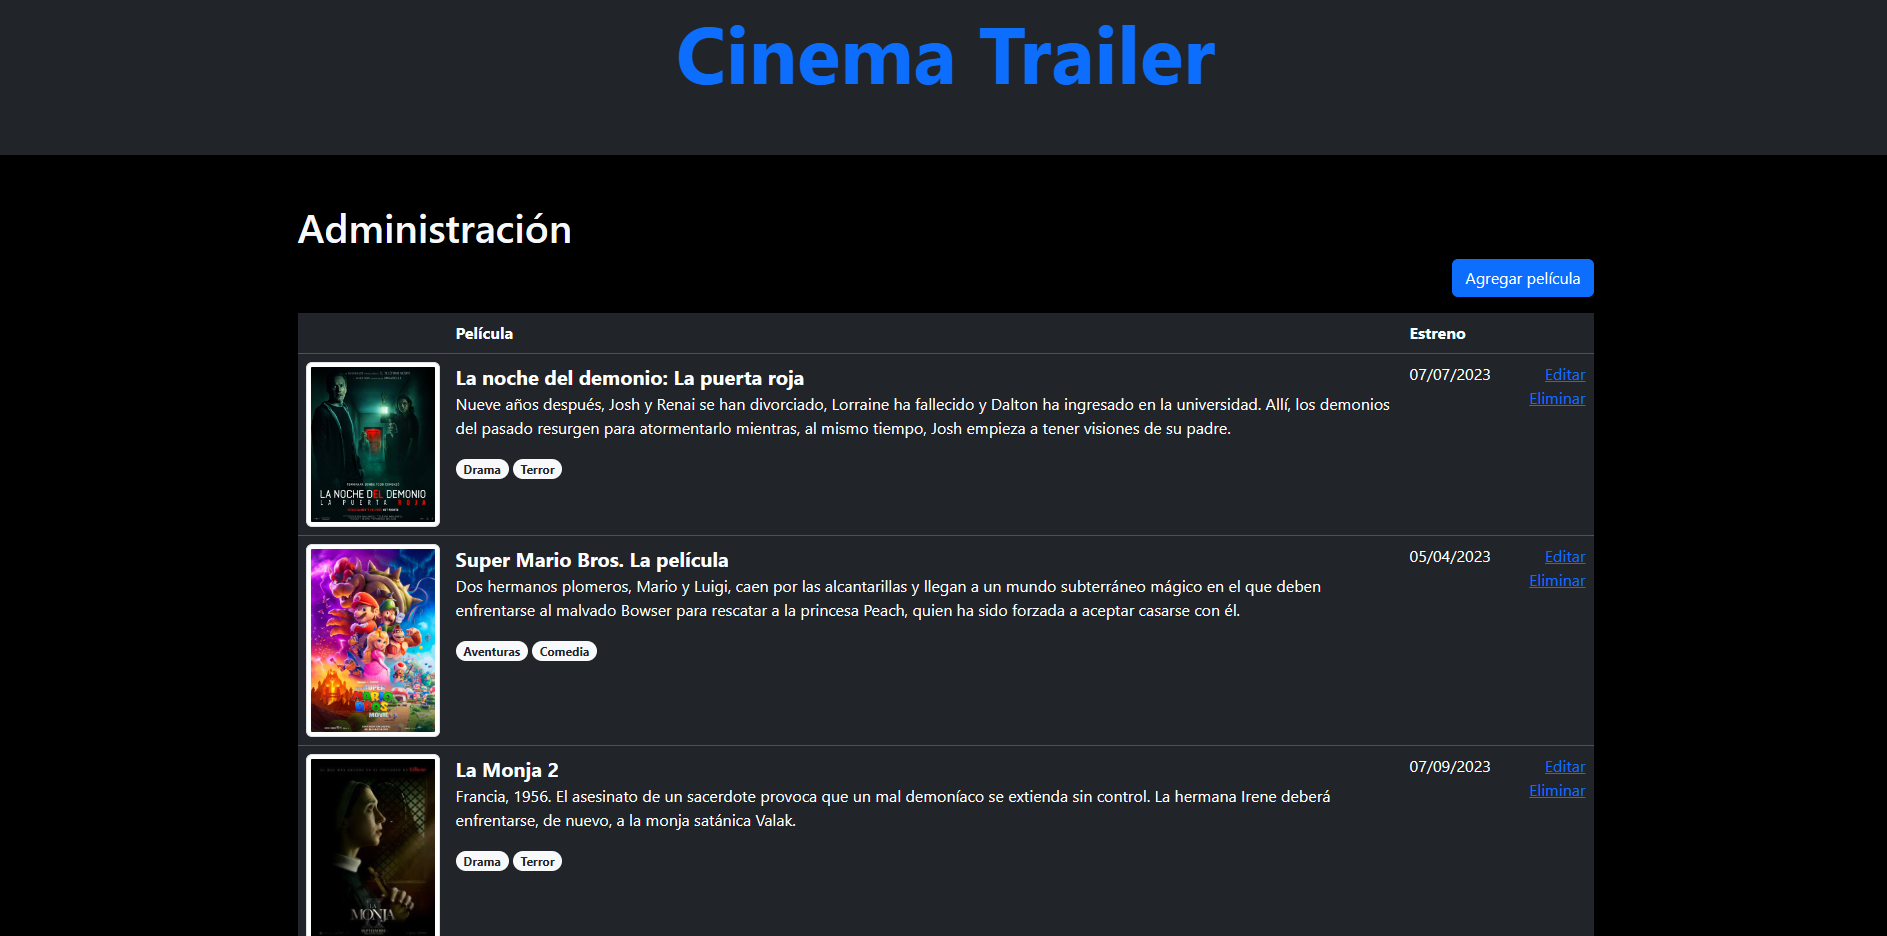 Cinema Trailer
Administración
Agregar película
Película Estreno
La noche del demonio: La puerta roja 07/07/2023 Editar
Nueve años después, Josh y Renai se han divorciado, Lorraine ha fallecido y Dalton ha ingresado en la universidad. Allí, los demonios Eliminar
del pasado resurgen para atormentarlo mientras, al mismo tiempo, Josh empieza a tener visiones de su padre.
Drama Terror
LA NOCHE DEL DEMONIO
LA PUERTA ROJA
Super Mario Bros. La película 05/04/2023 Editar
Dos hermanos plomeros, Mario y Luigi, caen por las alcantarillas y llegan a un mundo subterráneo mágico en el que deben Eliminar
enfrentarse al malvado Bowser para rescatar a la princesa Peach, quien ha sido forzada a aceptar casarse con él.
Aventuras Comedia
SUPER
MARIO
BROS
MOVIE
La Monja 2 07/09/2023 Editar
Francia, 1956. El asesinato de un sacerdote provoca que un mal demoníaco se extienda sin control. La hermana Irene deberá Eliminar
enfrentarse, de nuevo, a la monja satánica Valak.
Drama Terror
LA
MONJA